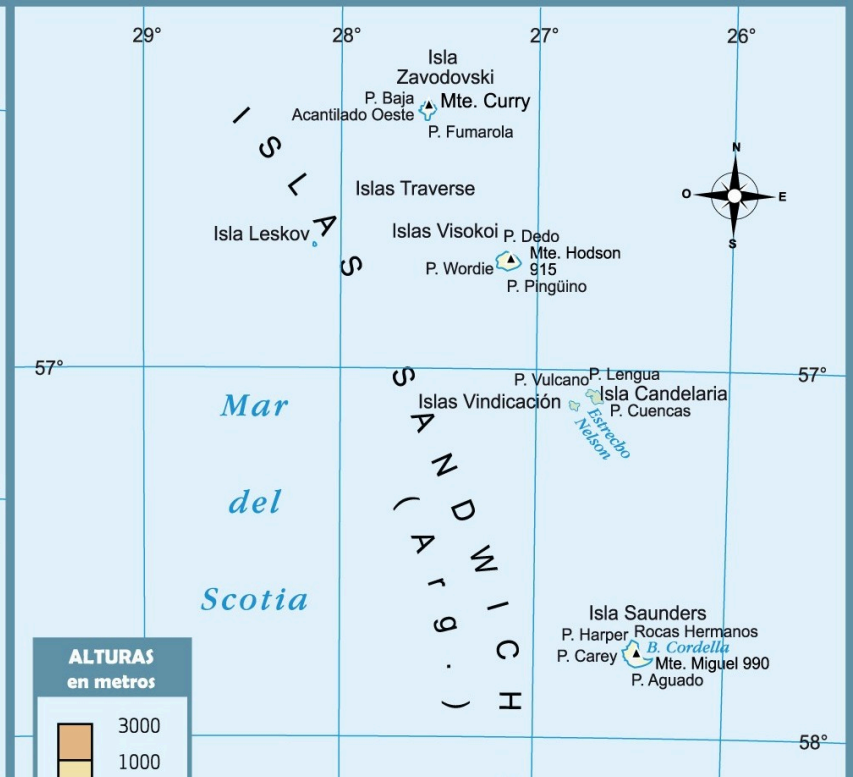 29°
28°
27°
26°
Isla
Zavodovski
P. Baja
Mte. Curry
Acantilado Oeste
P. Fumarola
ISLAS SANDWICH
(Arg.)
N
O
E
S
Islas Traverse
Isla Leskov
Islas Visokoi
P. Dedo
Mte. Hodson
915
P. Wordie
P. Pingüino
57°
57°
P. Vulcano
P. Lengua
Isla Candelaria
Islas Vindicación
P. Cuencas
Estrecho
Nelson
Mar
del
Scotia
Isla Saunders
P. Harper
Rocas Hermanos
B. Cordella
P. Carey
Mte. Miguel 990
P. Aguado
58°
ALTURAS
en metros
3000
1000